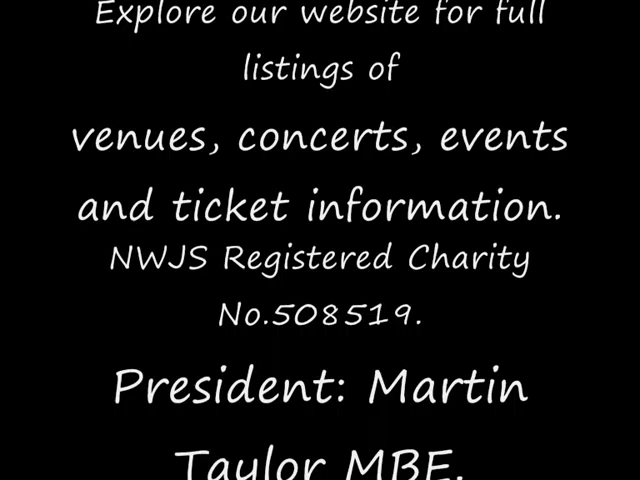 Explore our website for full
listings of
venues, concerts, events
and ticket information.
NWJS Registered Charity
No.508519.
President: Martin
Taylor MBE.